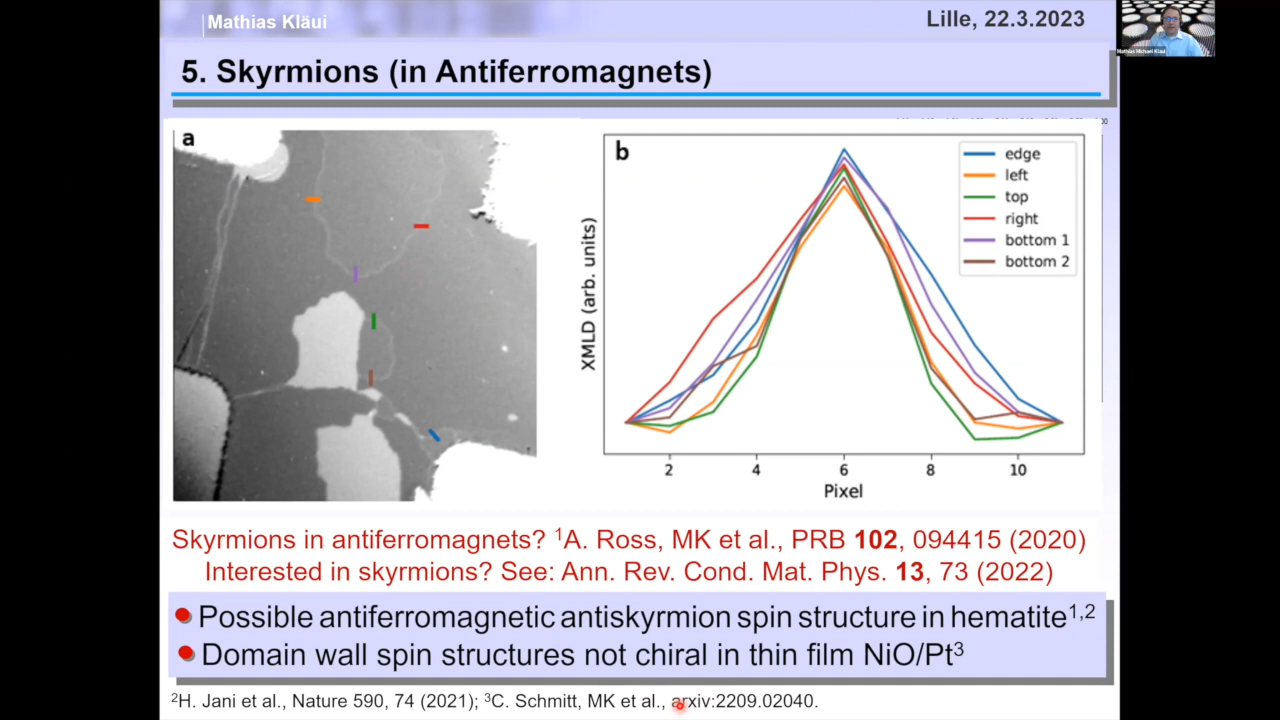 Mathias Kläui
Lille, 22.3.2023
Mathias Michael Kläui
5. Skyrmions (in Antiferromagnets)
a
b
edge
left
top
right
bottom 1
bottom 2
XMLD (arb. units)
2 4 6 8 10
Pixel
Skyrmions in antiferromagnets? ¹A. Ross, MK et al., PRB 102, 094415 (2020)
Interested in skyrmions? See: Ann. Rev. Cond. Mat. Phys. 13, 73 (2022)
Possible antiferromagnetic antiskyrmion spin structure in hematite¹,²
Domain wall spin structures not chiral in thin film NiO/Pt³
²H. Jani et al., Nature 590, 74 (2021); ³C. Schmitt, MK et al., arxiv:2209.02040.